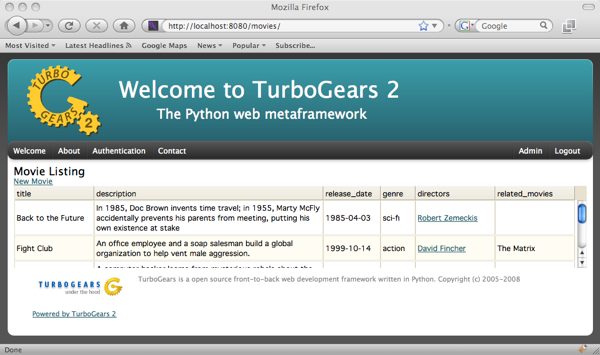 Mozilla Firefox
http://localhost:8080/movies/
Google
Most Visited Latest Headlines Google Maps News Popular Subscribe...
TURBO GEARS 2
Welcome to TurboGears 2
The Python web metaframework
Welcome About Authentication Contact Admin Logout
Movie Listing
New Movie
title description release_date genre directors related_movies
In 1985, Doc Brown invents time travel; in 1955, Marty McFly
Back to the Future accidentally prevents his parents from meeting, putting his 1985-04-03 sci-fi Robert Zemeckis
own existence at stake
Fight Club An office employee and a soap salesman build a global 1999-10-14 action David Fincher The Matrix
organization to help vent male aggression.
TURBOGEARS
under the hood
TurboGears is a open source front-to-back web development framework written in Python. Copyright (c) 2005-2008
Powered by TurboGears 2
Done